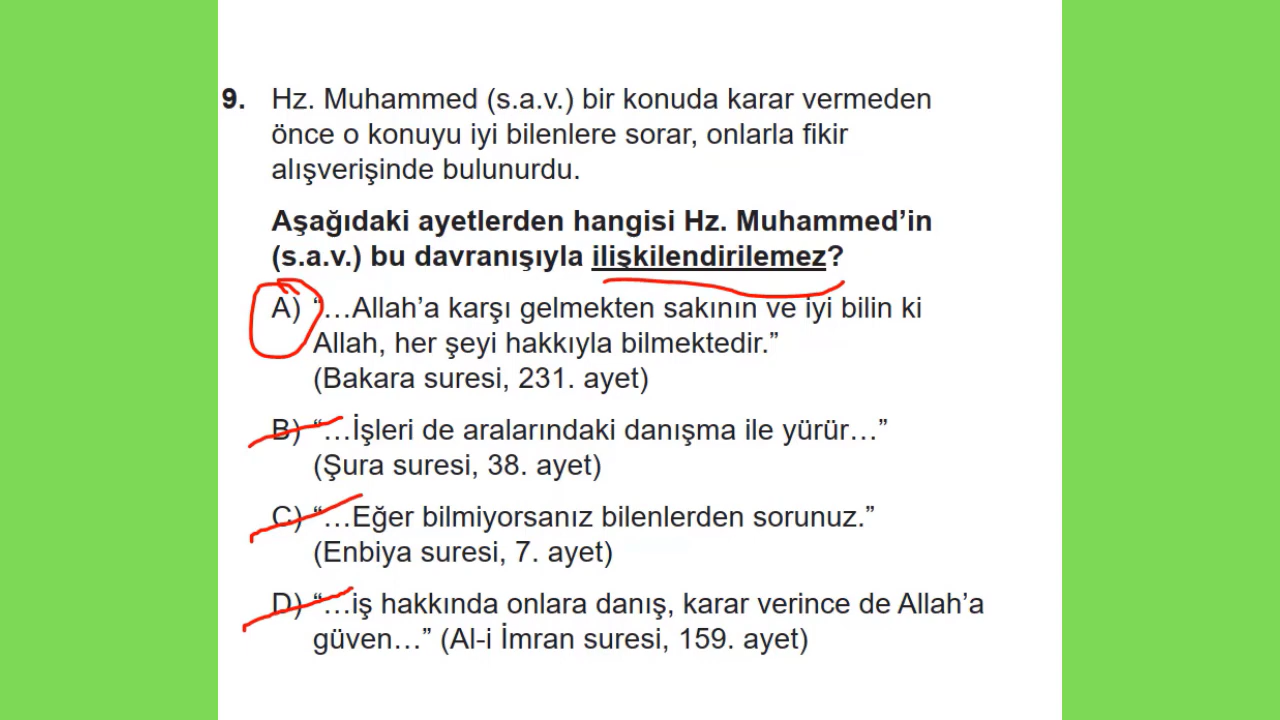 9. Hz. Muhammed (s.a.v.) bir konuda karar vermeden
önce o konuyu iyi bilenlere sorar, onlarla fikir
alışverişinde bulunurdu.
Aşağıdaki ayetlerden hangisi Hz. Muhammed’in
(s.a.v.) bu davranışıyla ilişkilendirilemez?
A) “…Allah’a karşı gelmekten sakının ve iyi bilin ki
Allah, her şeyi hakkıyla bilmektedir.”
(Bakara suresi, 231. ayet)
B) “…İşleri de aralarındaki danışma ile yürür…”
(Şura suresi, 38. ayet)
C) “…Eğer bilmiyorsanız bilenlerden sorunuz.”
(Enbiya suresi, 7. ayet)
D) “…iş hakkında onlara danış, karar verince de Allah’a
güven…” (Al-i İmran suresi, 159. ayet)